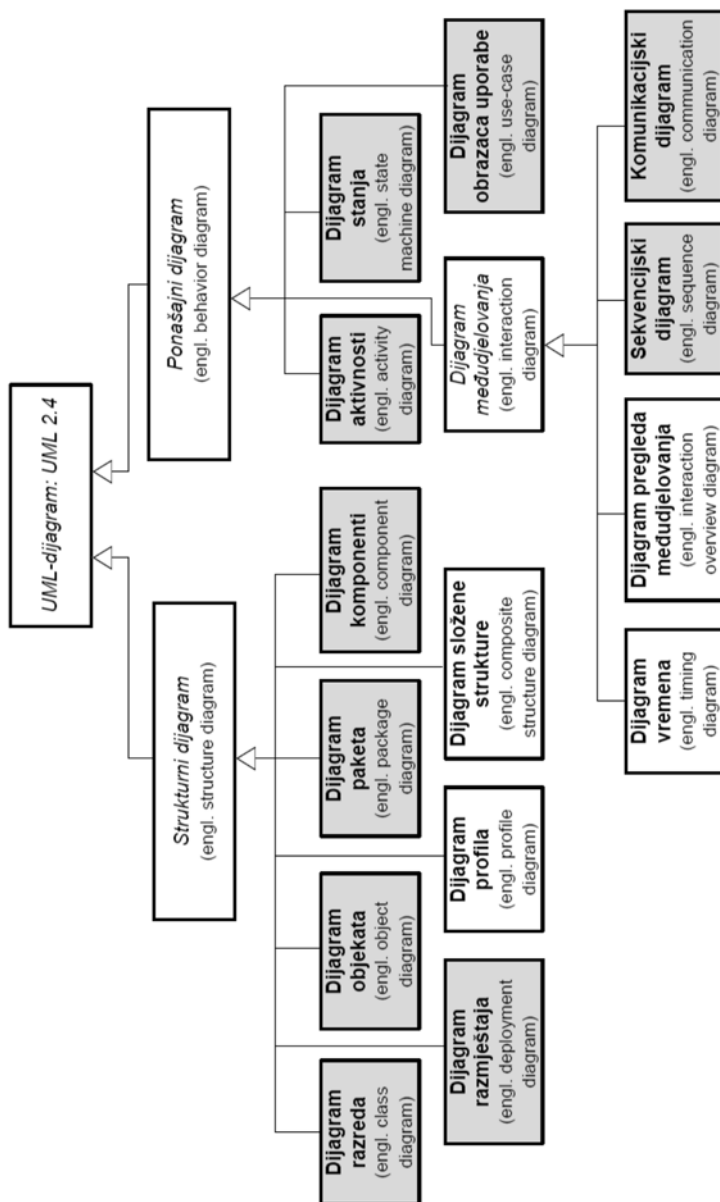 UML-dijagram: UML 2.4
Strukturni dijagram
(engl. structure diagram)
Ponašajni dijagram
(engl. behavior diagram)
Dijagram
razreda
(engl. class
diagram)
Dijagram
objekata
(engl. object
diagram)
Dijagram
paketa
(engl. package
diagram)
Dijagram
komponenti
(engl. component
diagram)
Dijagram
aktivnosti
(engl. activity
diagram)
Dijagram
stanja
(engl. state
machine diagram)
Dijagram
razmještaja
(engl. deployment
diagram)
Dijagram
profila
(engl. profile
diagram)
Dijagram složene
strukture
(engl. composite
structure diagram)
Dijagram
međudjelovanja
(engl. interaction
diagram)
Dijagram
obrazaca uporabe
(engl. use-case
diagram)
Dijagram
vremena
(engl. timing
diagram)
Dijagram pregleda
međudjelovanja
(engl. interaction
overview diagram)
Sekvencijski
dijagram
(engl. sequence
diagram)
Komunikacijski
dijagram
(engl. communication
diagram)